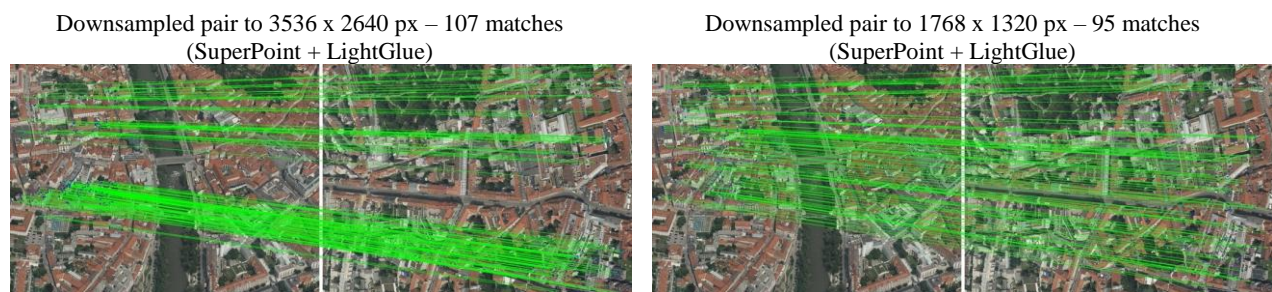 Downsampled pair to 3536 x 2640 px – 107 matches
(SuperPoint + LightGlue)
Downsampled pair to 1768 x 1320 px – 95 matches
(SuperPoint + LightGlue)